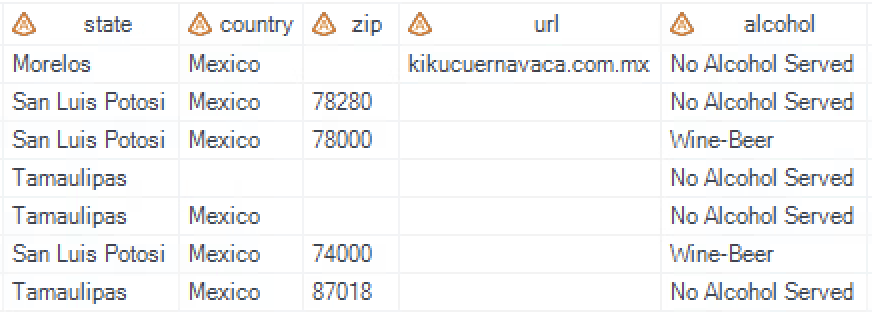 state country zip url alcohol
Morelos Mexico kikucuernavaca.com.mx No Alcohol Served
San Luis Potosi Mexico 78280 No Alcohol Served
San Luis Potosi Mexico 78000 Wine-Beer
Tamaulipas No Alcohol Served
Tamaulipas Mexico No Alcohol Served
San Luis Potosi Mexico 74000 Wine-Beer
Tamaulipas Mexico 87018 No Alcohol Served